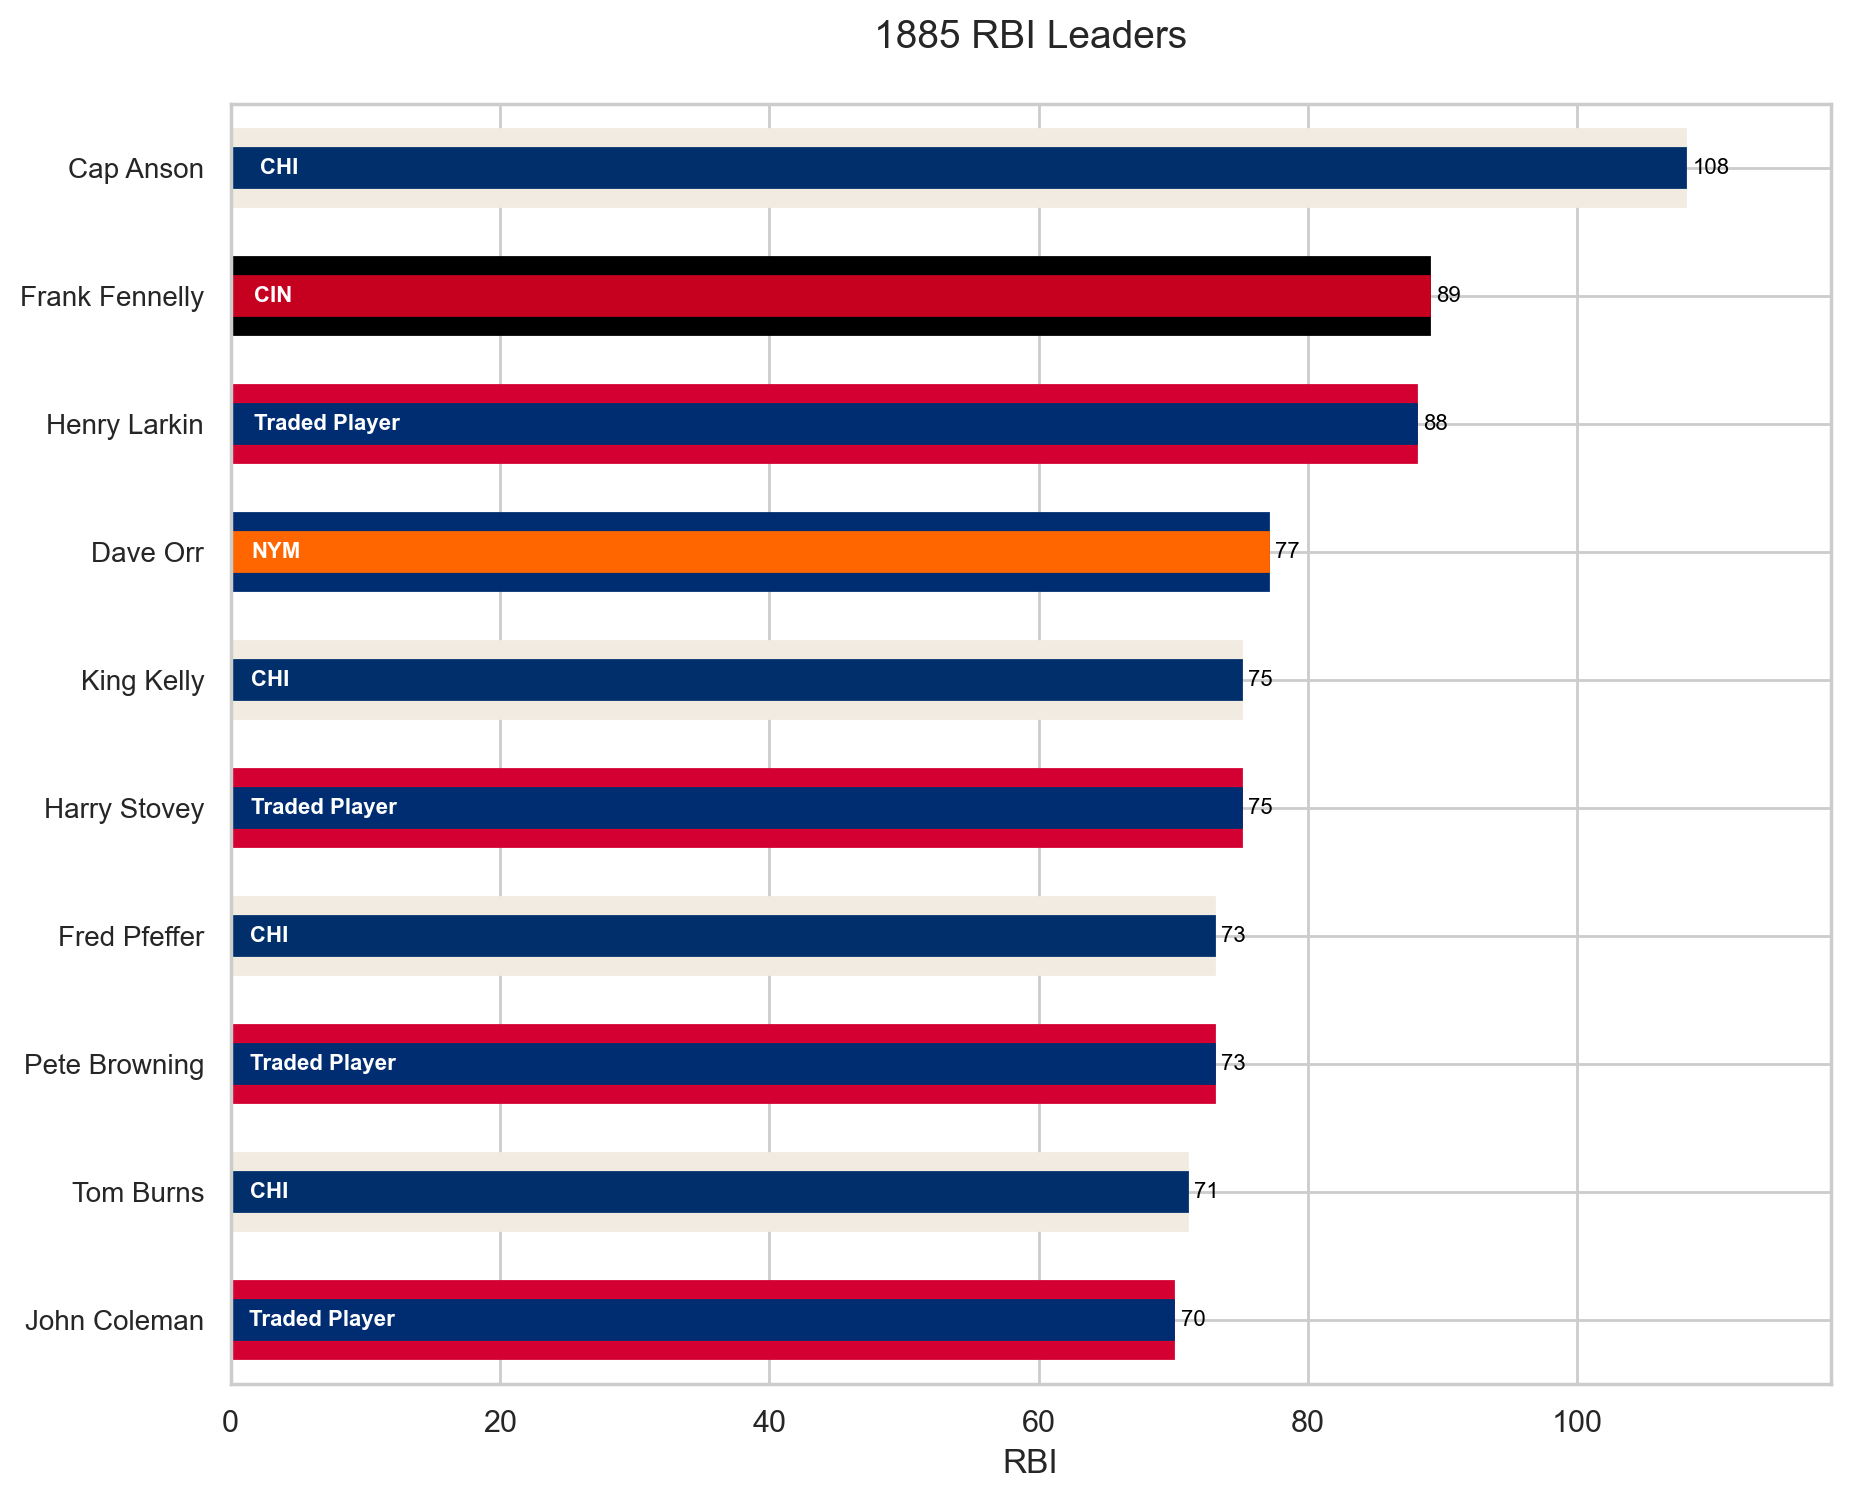 1885 RBI Leaders
Cap Anson CHI 108
Frank Fennelly CIN 89
Henry Larkin Traded Player 88
Dave Orr NYM 77
King Kelly CHI 75
Harry Stovey Traded Player 75
Fred Pfeffer CHI 73
Pete Browning Traded Player 73
Tom Burns CHI 71
John Coleman Traded Player 70
0 20 40 60 80 100
RBI